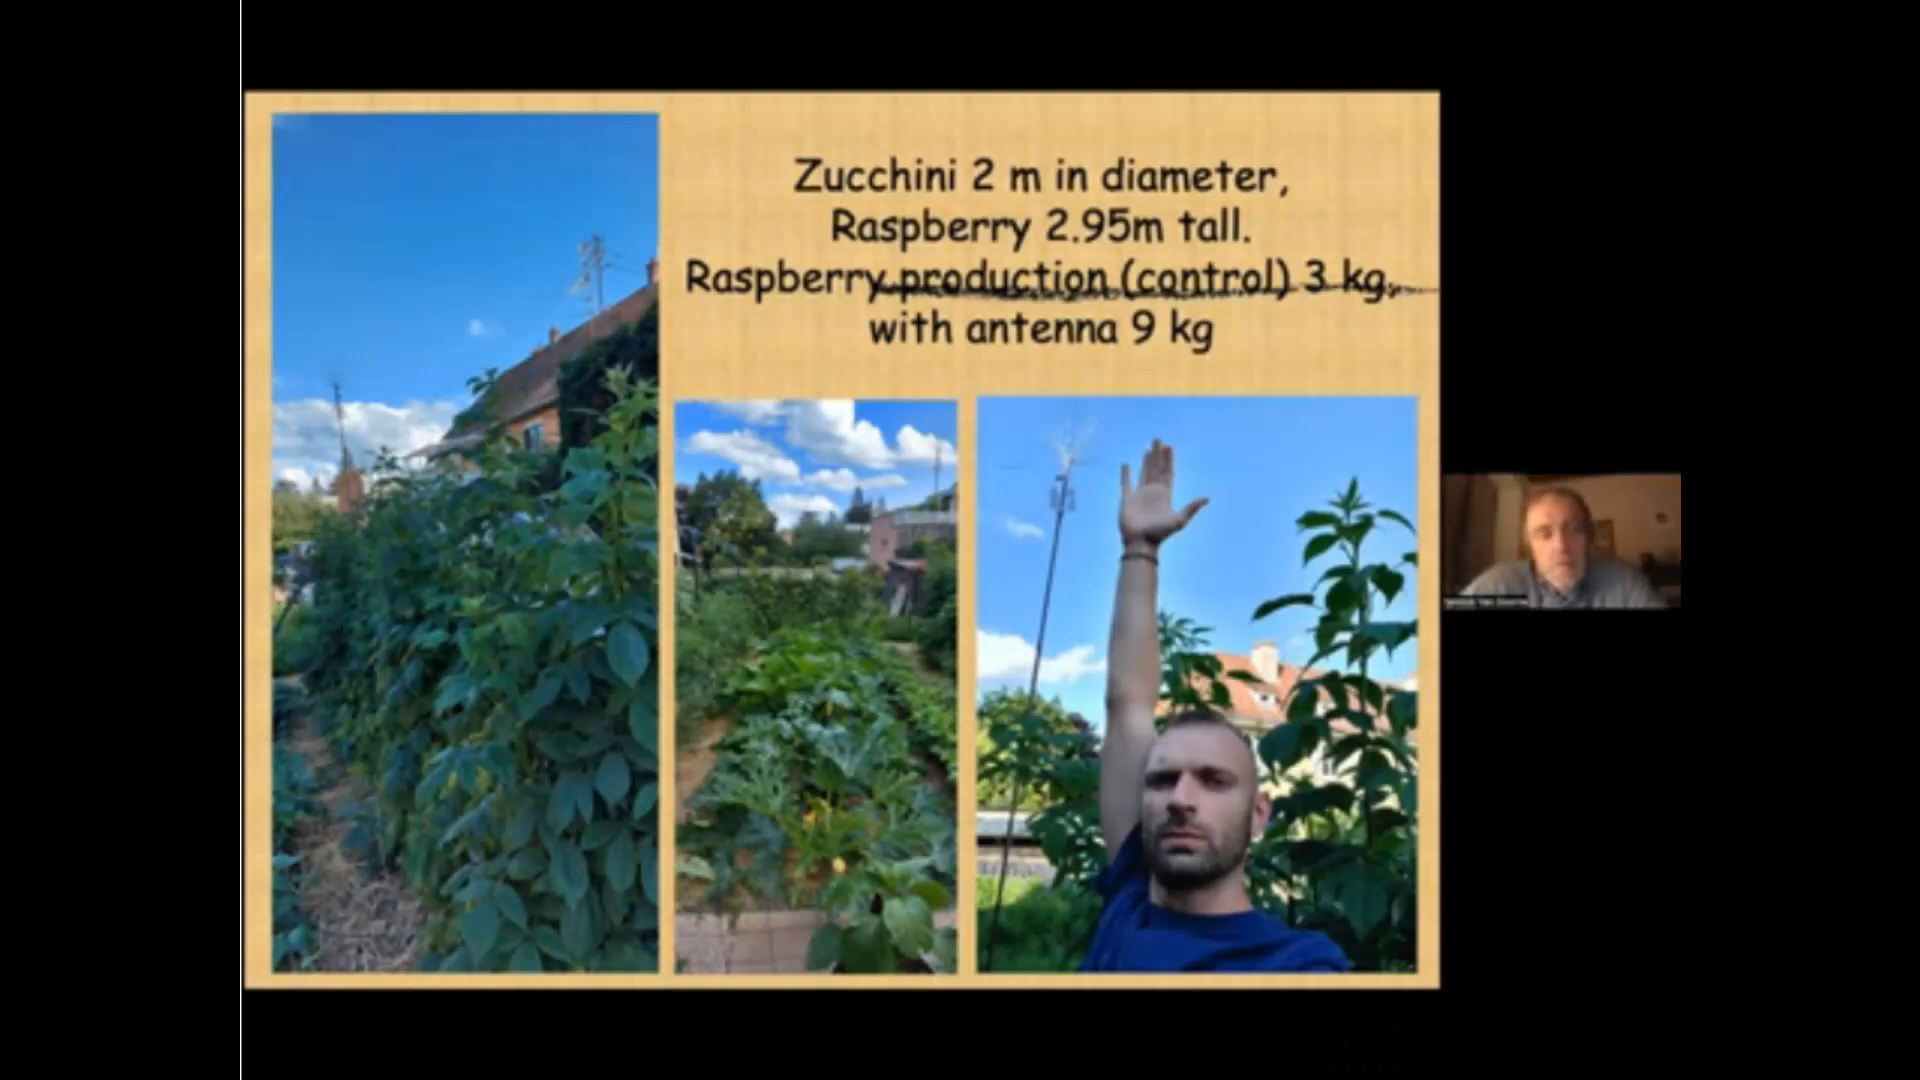 Zucchini 2 m in diameter,
Raspberry 2.95m tall.
Raspberry production (control) 3 kg,
with antenna 9 kg